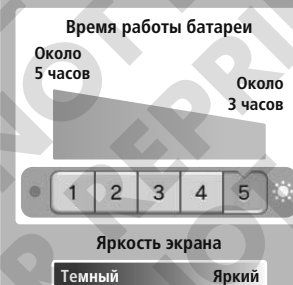 Время работы батареи
Около
5 часов
Около
3 часов
1 2 3 4 5
Яркость экрана
Темный Яркий